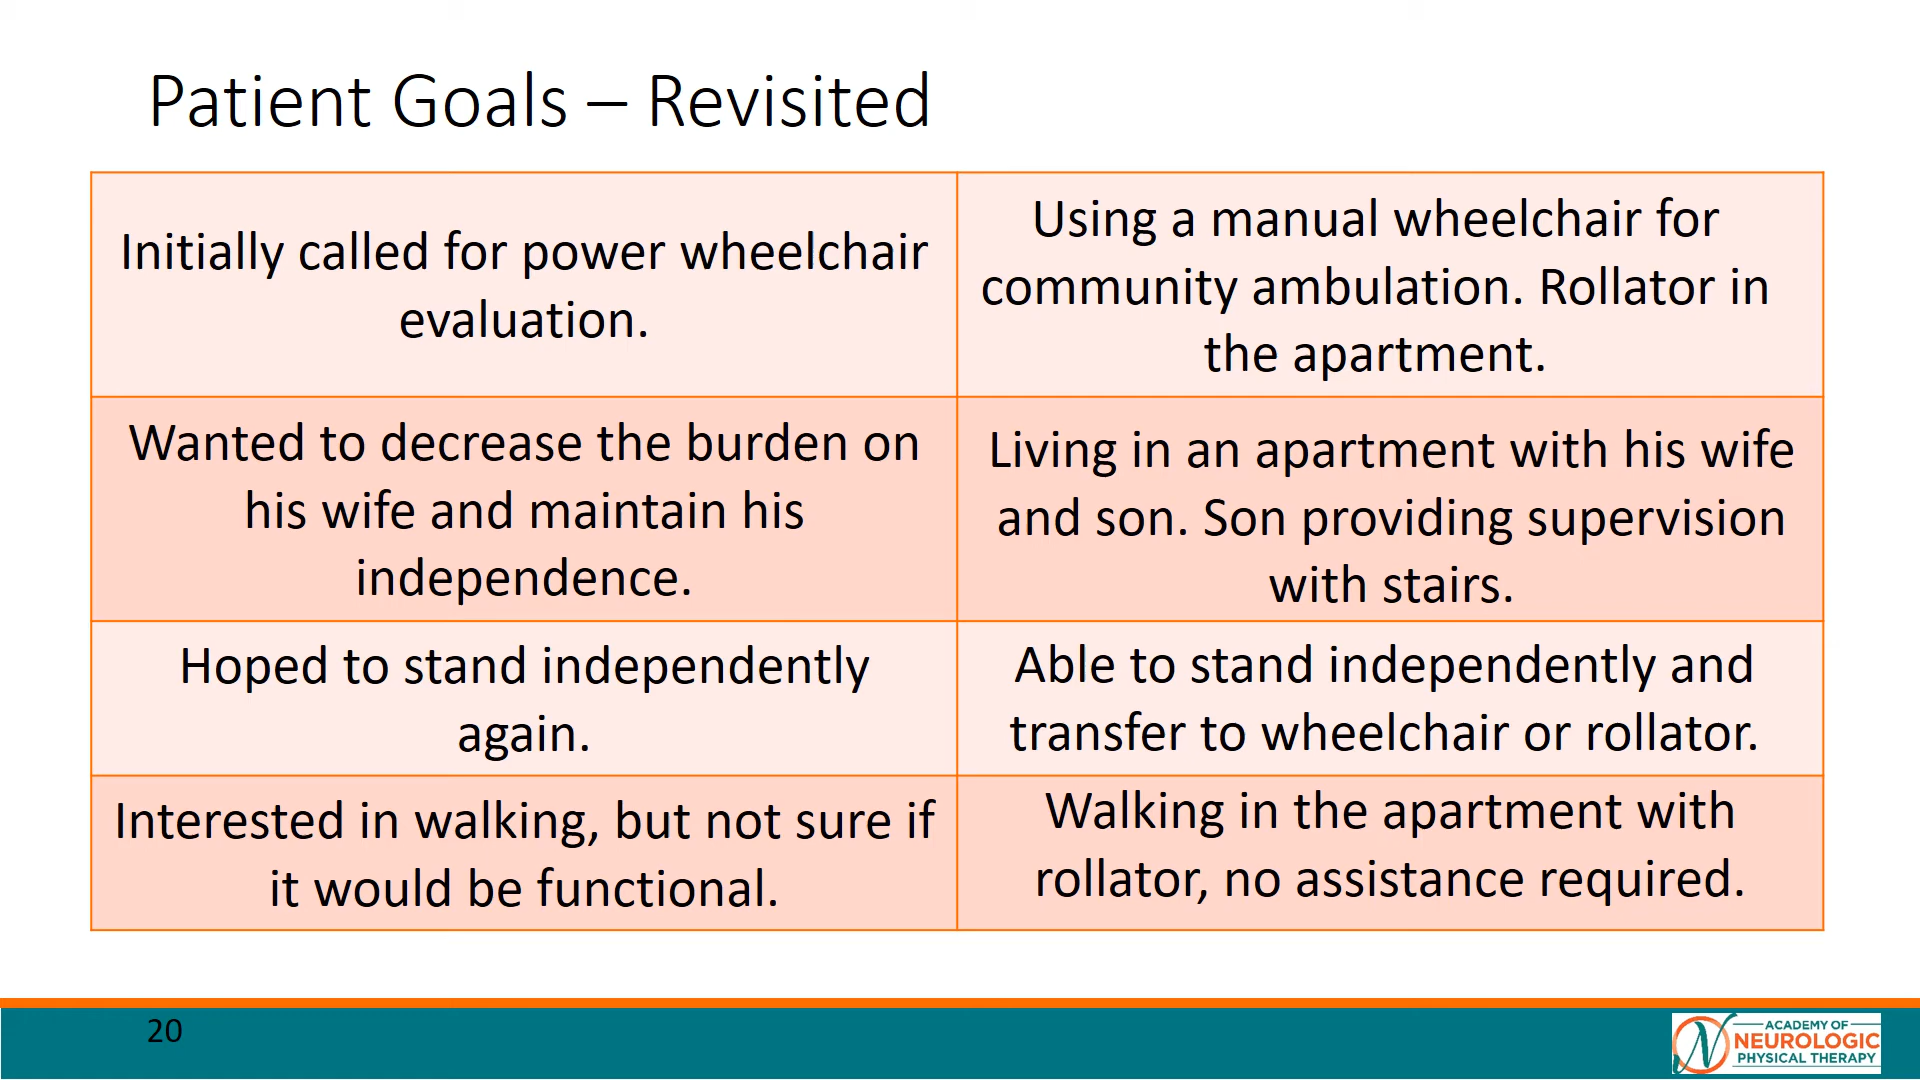 Patient Goals – Revisited
Initially called for power wheelchair
evaluation.
Using a manual wheelchair for
community ambulation. Rollator in
the apartment.
Wanted to decrease the burden on
his wife and maintain his
independence.
Living in an apartment with his wife
and son. Son providing supervision
with stairs.
Hoped to stand independently
again.
Able to stand independently and
transfer to wheelchair or rollator.
Interested in walking, but not sure if
it would be functional.
Walking in the apartment with
rollator, no assistance required.
20
ACADEMY OF
NEUROLOGIC
PHYSICAL THERAPY